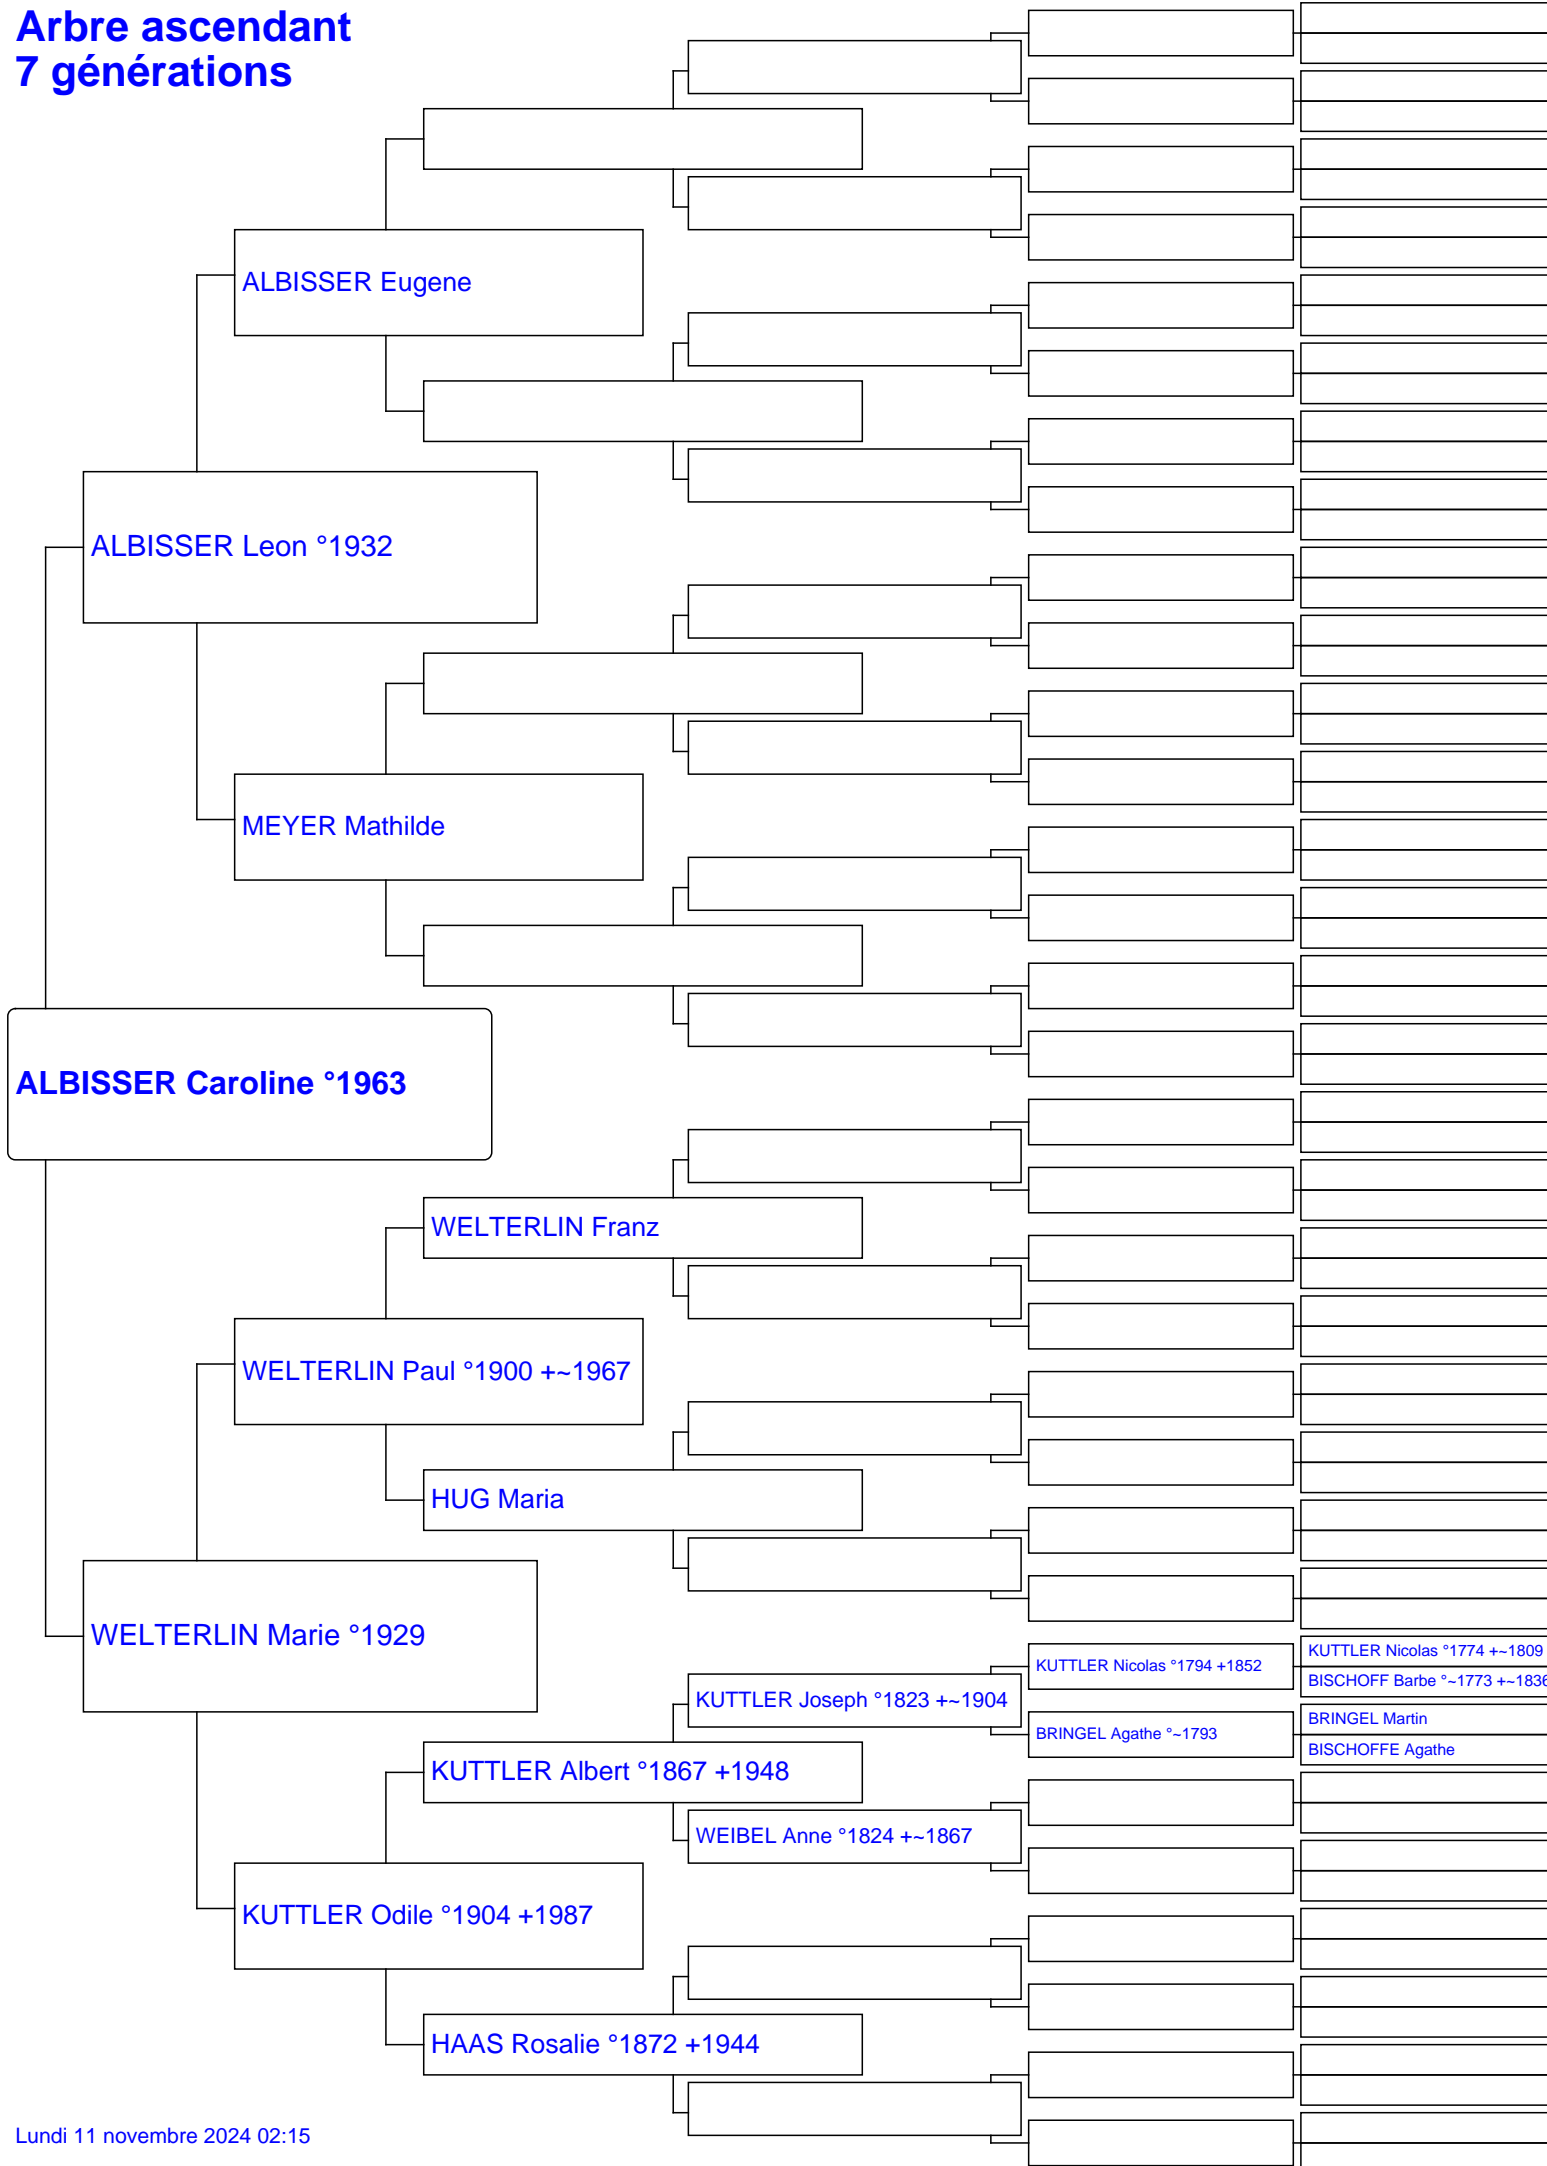 Arbre ascendant
7 générations
ALBISSER Eugene
ALBISSER Leon °1932
MEYER Mathilde
ALBISSER Caroline °1963
WELTERLIN Franz
WELTERLIN Paul °1900 +~1967
HUG Maria
WELTERLIN Marie °1929
KUTTLER Nicolas °1774 +~1809
KUTTLER Nicolas °1794 +1852
BISCHOFF Barbe °~1773 +~1836
KUTTLER Joseph °1823 +~1904
BRINGEL Martin
BRINGEL Agathe °~1793
BISCHOFFE Agathe
KUTTLER Albert °1867 +1948
WEIBEL Anne °1824 +~1867
KUTTLER Odile °1904 +1987
HAAS Rosalie °1872 +1944
Lundi 11 novembre 2024 02:15